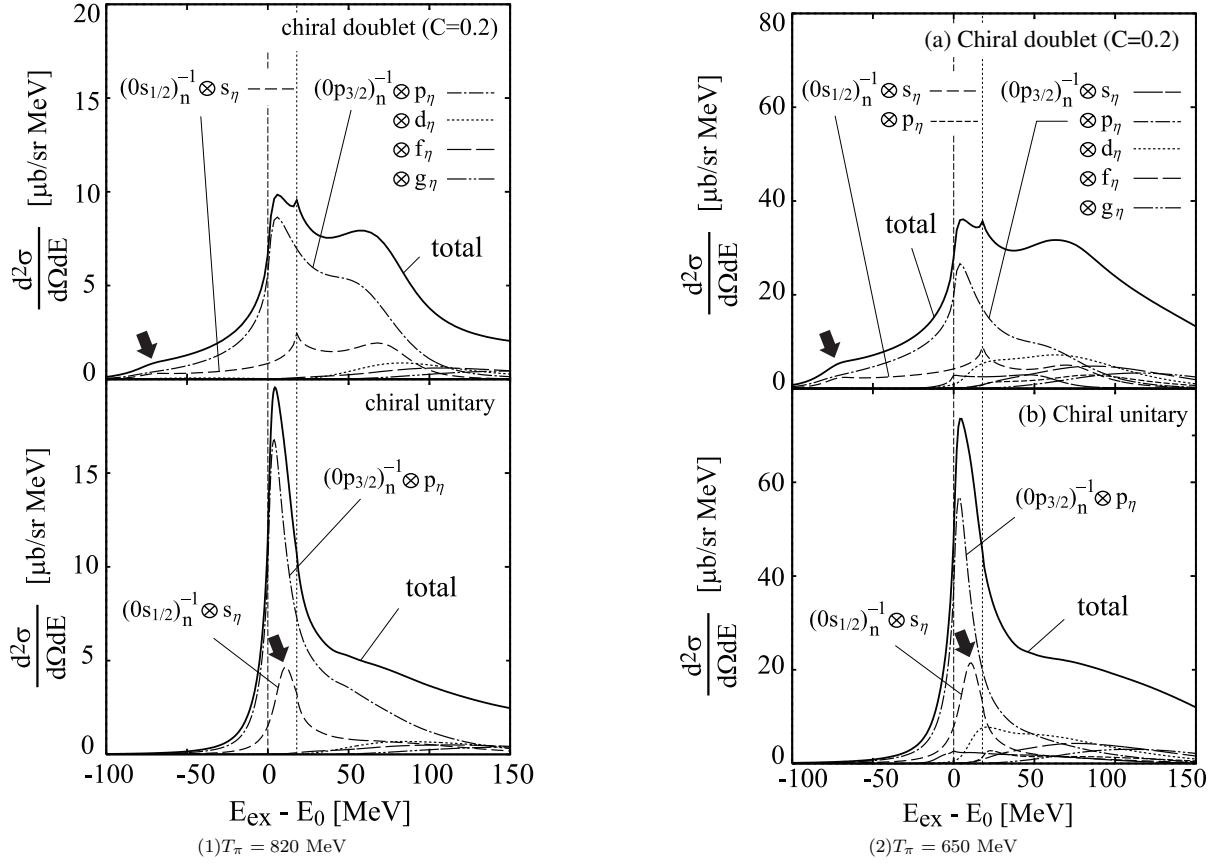 chiral doublet (C=0.2)
(0s1/2)n−1 ⊗ sη
(0p3/2)n−1 ⊗ pη
⊗ dη
⊗ fη
⊗ gη
total
d²σ
dΩdE
[μb/sr MeV]
20
15
10
5
0
chiral unitary
(0p3/2)n−1 ⊗ pη
total
(0s1/2)n−1 ⊗ sη
d²σ
dΩdE
[μb/sr MeV]
15
10
5
0
-100 -50 0 50 100 150
Eex - E0 [MeV]
(1)Tπ = 820 MeV
(a) Chiral doublet (C=0.2)
(0s1/2)n−1 ⊗ sη
⊗ pη
(0p3/2)n−1 ⊗ sη
⊗ pη
⊗ dη
⊗ fη
⊗ gη
total
d²σ
dΩdE
[μb/sr MeV]
80
60
40
20
0
(b) Chiral unitary
(0p3/2)n−1 ⊗ pη
total
(0s1/2)n−1 ⊗ sη
d²σ
dΩdE
[μb/sr MeV]
60
40
20
0
-100 -50 0 50 100 150
Eex - E0 [MeV]
(2)Tπ = 650 MeV